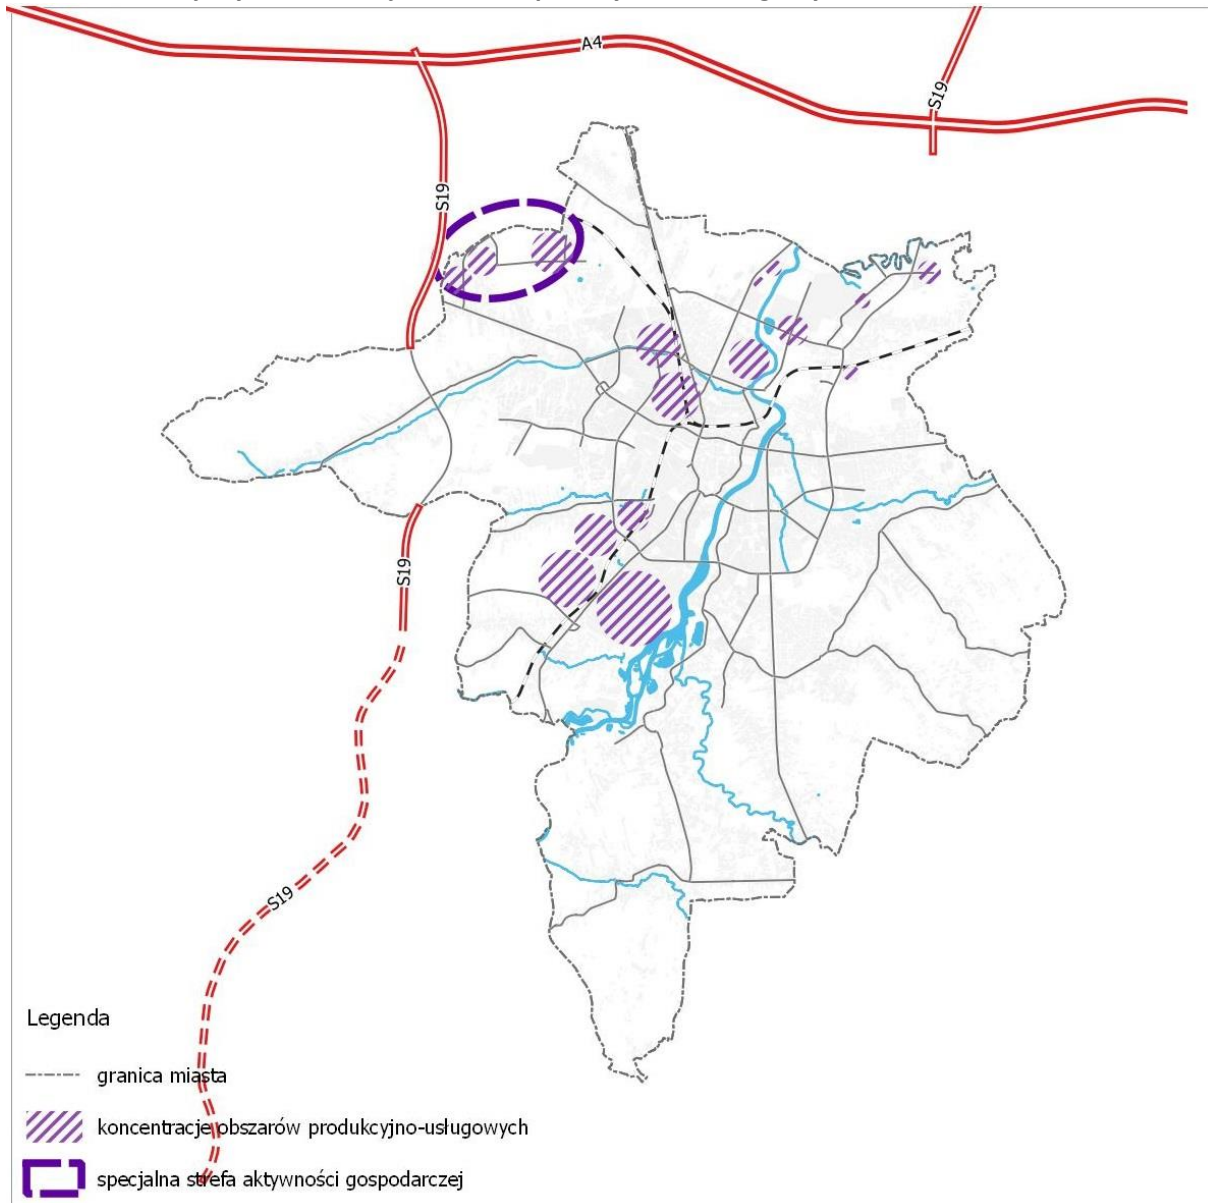 A4
S19
S19
S19
S19
Legenda
granica miasta
koncentracje obszarów produkcyjno-usługowych
specjalna strefa aktywności gospodarczej